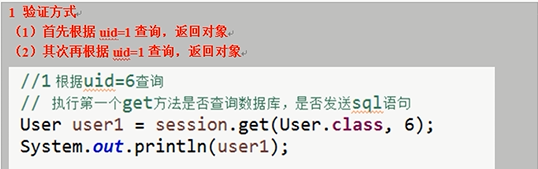 1 验证方式
（1）首先根据 uid=1 查询，返回对象
（2）其次再根据 uid=1 查询，返回对象
//1 根据uid=6查询
// 执行第一个get方法是否查询数据库，是否发送sql语句
User user1 = session.get(User.class, 6);
System.out.println(user1);